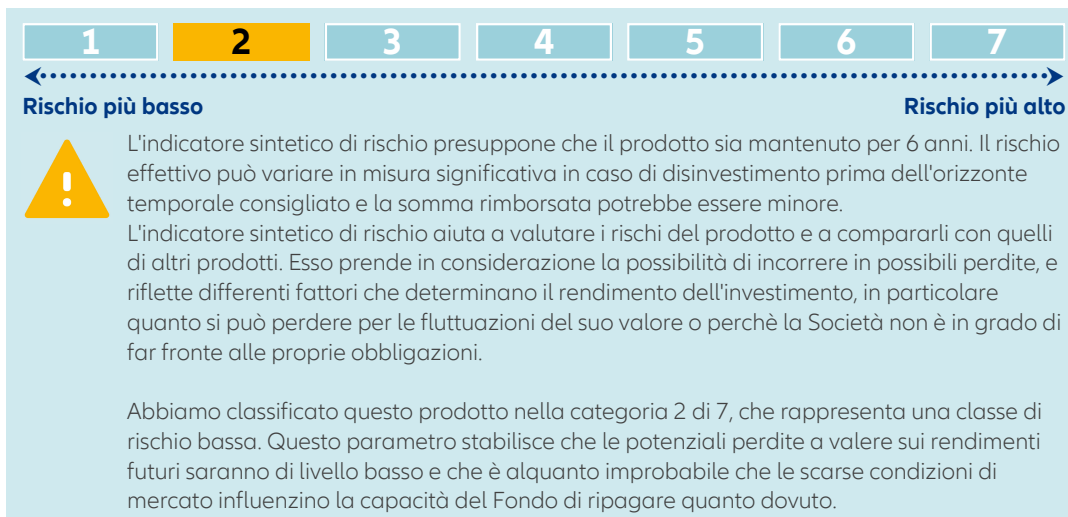 1 2 3 4 5 6 7
Rischio più basso Rischio più alto
L'indicatore sintetico di rischio presuppone che il prodotto sia mantenuto per 6 anni. Il rischio
effettivo può variare in misura significativa in caso di disinvestimento prima dell'orizzonte
temporale consigliato e la somma rimborsata potrebbe essere minore.
L'indicatore sintetico di rischio aiuta a valutare i rischi del prodotto e a compararli con quelli
di altri prodotti. Esso prende in considerazione la possibilità di incorrere in possibili perdite, e
riflette differenti fattori che determinano il rendimento dell'investimento, in particolare
quanto si può perdere per le fluttuazioni del suo valore o perchè la Società non è in grado di
far fronte alle proprie obbligazioni.
Abbiamo classificato questo prodotto nella categoria 2 di 7, che rappresenta una classe di
rischio bassa. Questo parametro stabilisce che le potenziali perdite a valere sui rendimenti
futuri saranno di livello basso e che è alquanto improbabile che le scarse condizioni di
mercato influenzino la capacità del Fondo di ripagare quanto dovuto.